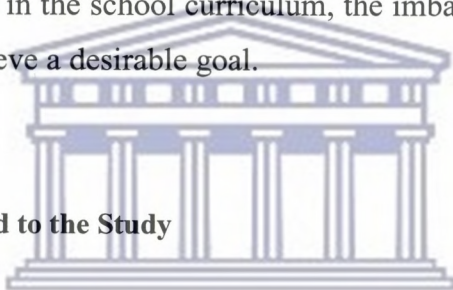 in the school curriculum, the imba
eve a desirable goal.
d to the Study